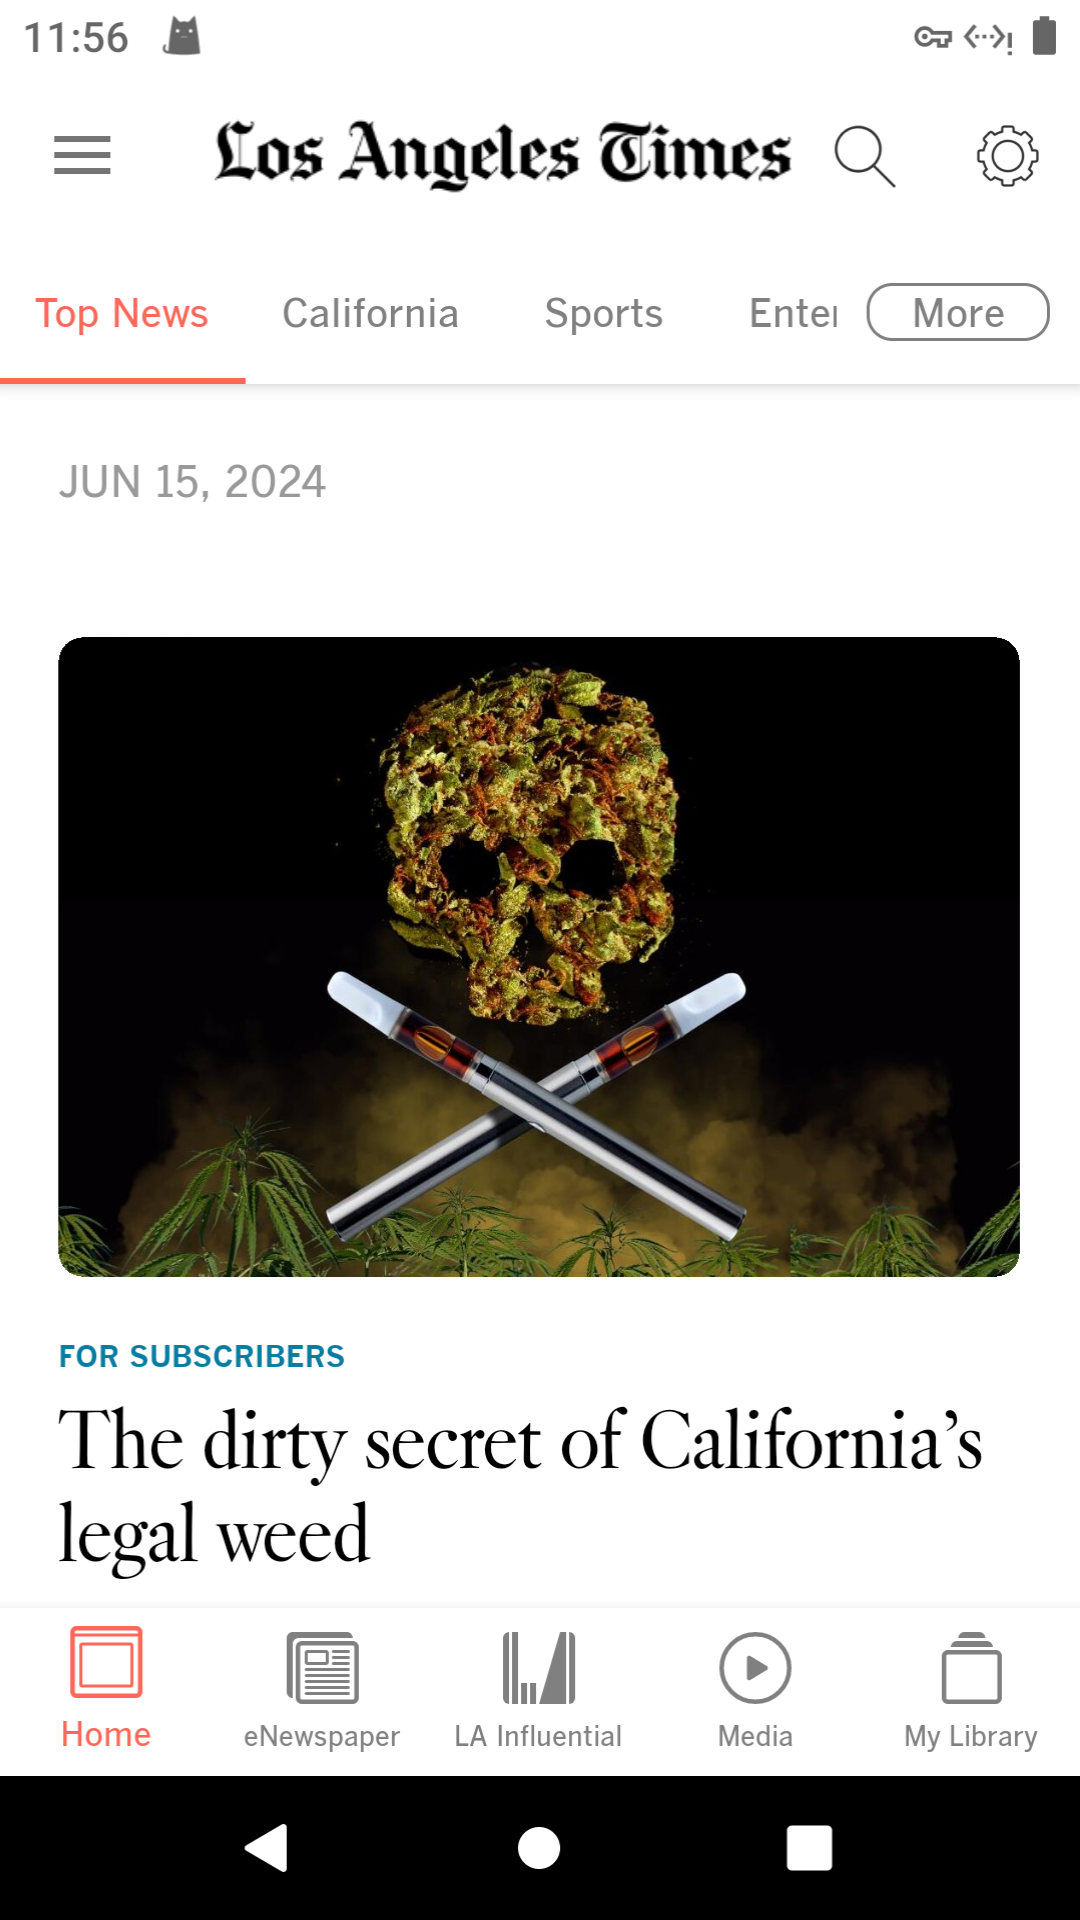 11:56
Los Angeles Times
Top News California Sports Enter More
JUN 15, 2024
FOR SUBSCRIBERS
The dirty secret of California’s
legal weed
Home eNewspaper LA Influential Media My Library